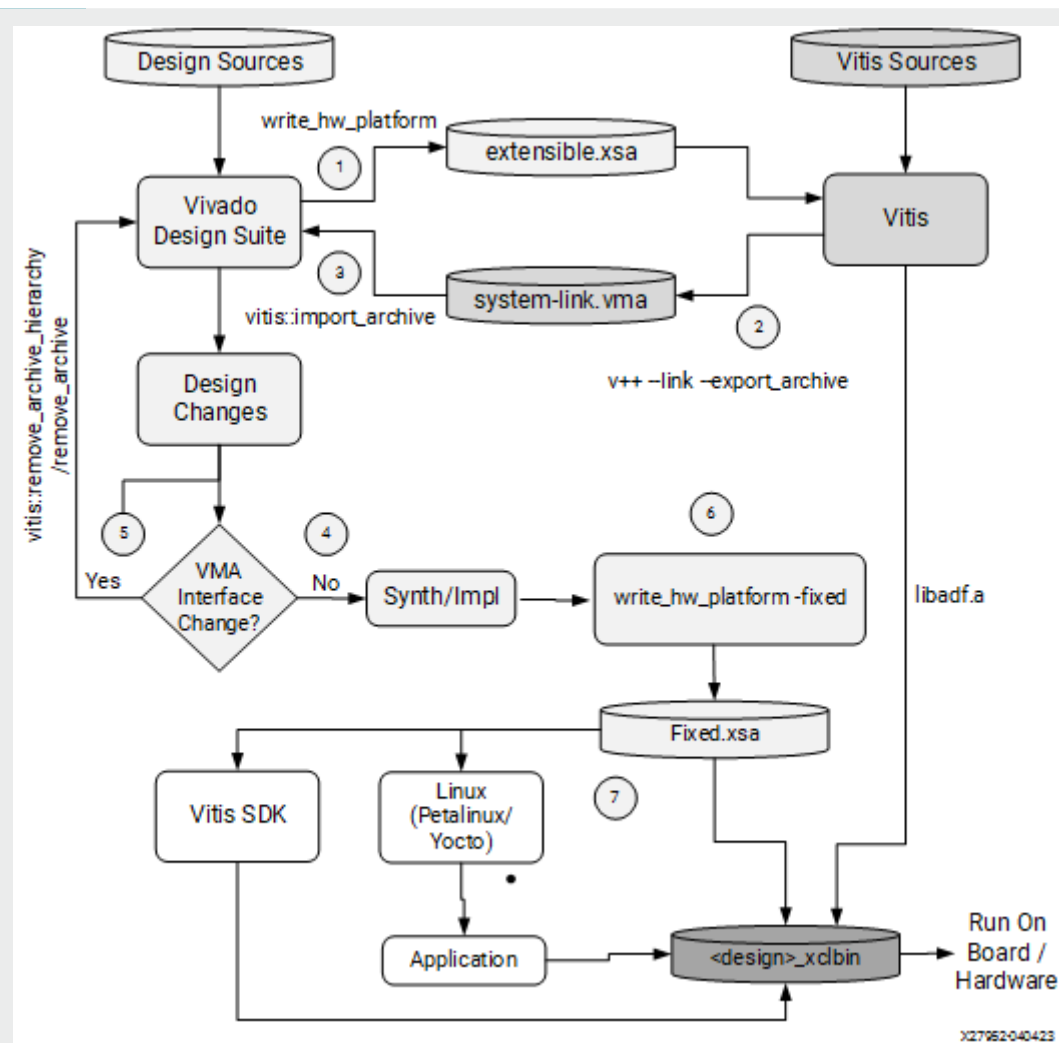 Design Sources
Vitis Sources
write_hw_platform
1
extensible.xsa
Vivado
Design Suite
Vitis
3
system-link.vma
vitis::import_archive
2
v++ --link --export_archive
vitis::remove_archive_hierarchy
/remove_archive
Design
Changes
5
4
6
VMA
Interface
Change?
Yes
No
Synth/Impl
write_hw_platform -fixed
libadf.a
Fixed.xsa
7
Vitis SDK
Linux
(Petalinux/
Yocto)
Application
<design>_xclbin
Run On
Board /
Hardware
X27952-040423